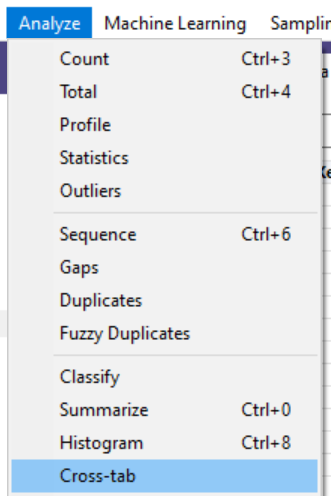 Analyze Machine Learning
Count Ctrl+3
Total Ctrl+4
Profile
Statistics
Outliers
Sequence Ctrl+6
Gaps
Duplicates
Fuzzy Duplicates
Classify
Summarize Ctrl+0
Histogram Ctrl+8
Cross-tab